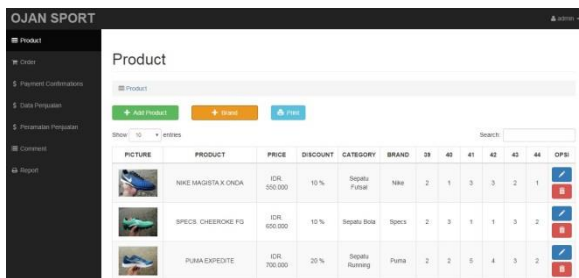 OJAN SPORT
admin
Product
Order
Payment Confirmations
Data Penjualan
Peramalan Penjualan
Comment
Report
Product
Product
Add Product
Brand
Print
Show 10 entries
Search:
PICTURE PRODUCT PRICE DISCOUNT CATEGORY BRAND 39 40 41 42 43 44 OPSI
NIKE MAGISTA X ONDA IDR. 550.000 10 % Sepatu Futsal Nike 2 1 3 3 2 1
SPECS CHEEROKE FG IDR. 650.000 10 % Sepatu Bola Specs 2 3 1 1 3 2
PUMA EXPEDITE IDR. 700.000 20 % Sepatu Running Puma 2 2 5 4 3 2